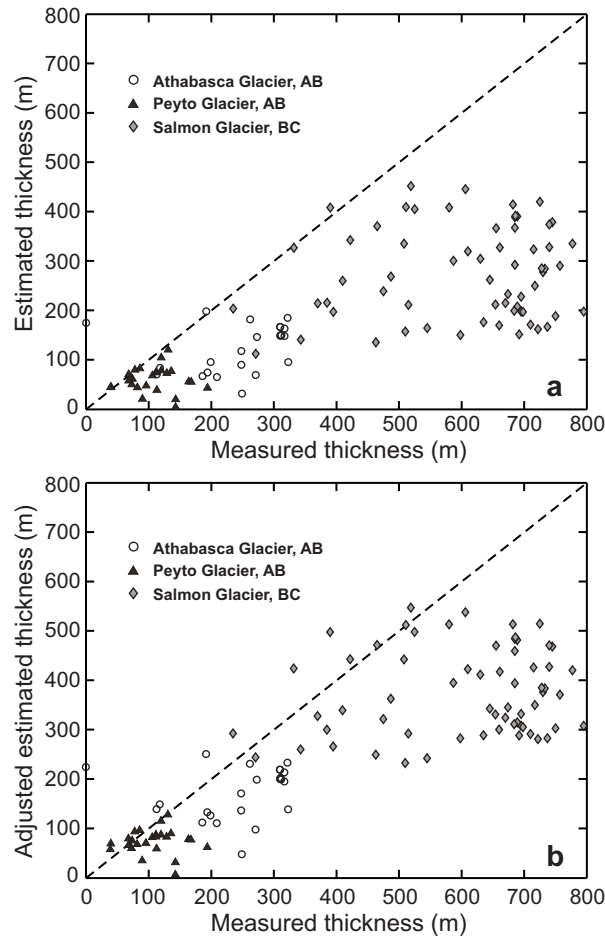 800
700
600
500
400
300
200
100
0
Estimated thickness (m)
Athabasca Glacier, AB
Peyto Glacier, AB
Salmon Glacier, BC
a
0 100 200 300 400 500 600 700 800
Measured thickness (m)
800
700
600
500
400
300
200
100
0
Adjusted estimated thickness (m)
Athabasca Glacier, AB
Peyto Glacier, AB
Salmon Glacier, BC
b
0 100 200 300 400 500 600 700 800
Measured thickness (m)